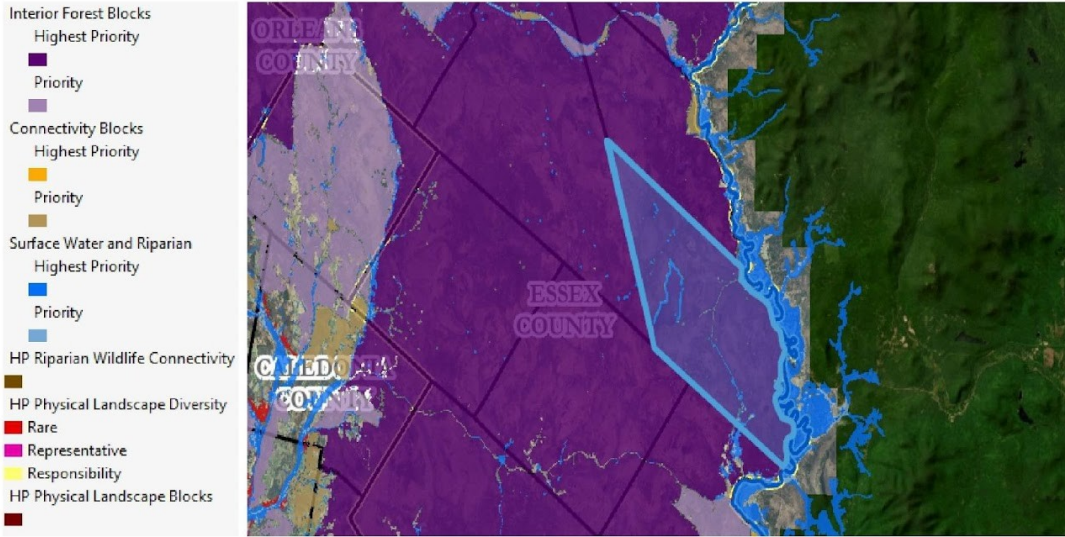 Interior Forest Blocks
Highest Priority
Priority
Connectivity Blocks
Highest Priority
Priority
Surface Water and Riparian
Highest Priority
Priority
HP Riparian Wildlife Connectivity
HP Physical Landscape Diversity
Rare
Representative
Responsibility
HP Physical Landscape Blocks
ORLEANS
COUNTY
ESSEX
COUNTY
CALEDONIA
COUNTY